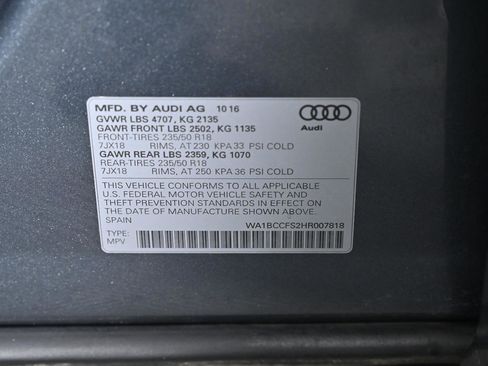 MFD. BY AUDI AG 10 16
GVWR LBS 4707, KG 2135
GAWR FRONT LBS 2502, KG 1135
FRONT-TIRES 235/50 R18
7JX18 RIMS, AT 230 KPA 33 PSI COLD
GAWR REAR LBS 2359, KG 1070
REAR-TIRES 235/50 R18
7JX18 RIMS, AT 250 KPA 36 PSI COLD
Audi
THIS VEHICLE CONFORMS TO ALL APPLICABLE
U.S. FEDERAL MOTOR VEHICLE SAFETY AND
THEFT PREVENTION STANDARDS IN EFFECT ON
THE DATE OF MANUFACTURE SHOWN ABOVE.
SPAIN
WA1BCCFS2HR007818
TYPE:
MPV